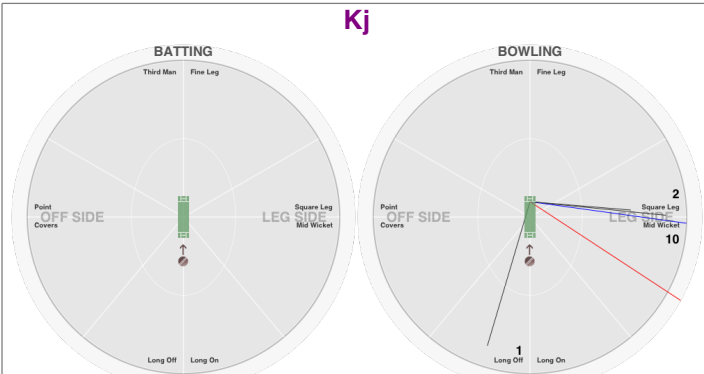 Kj
BATTING
BOWLING
Third Man
Fine Leg
Third Man
Fine Leg
2
Point
Square Leg
Point
Square Leg
OFF SIDE
LEG SIDE
OFF SIDE
LEG SIDE
Covers
Mid Wicket
Covers
Mid Wicket
10
1
Long Off
Long On
Long Off
Long On